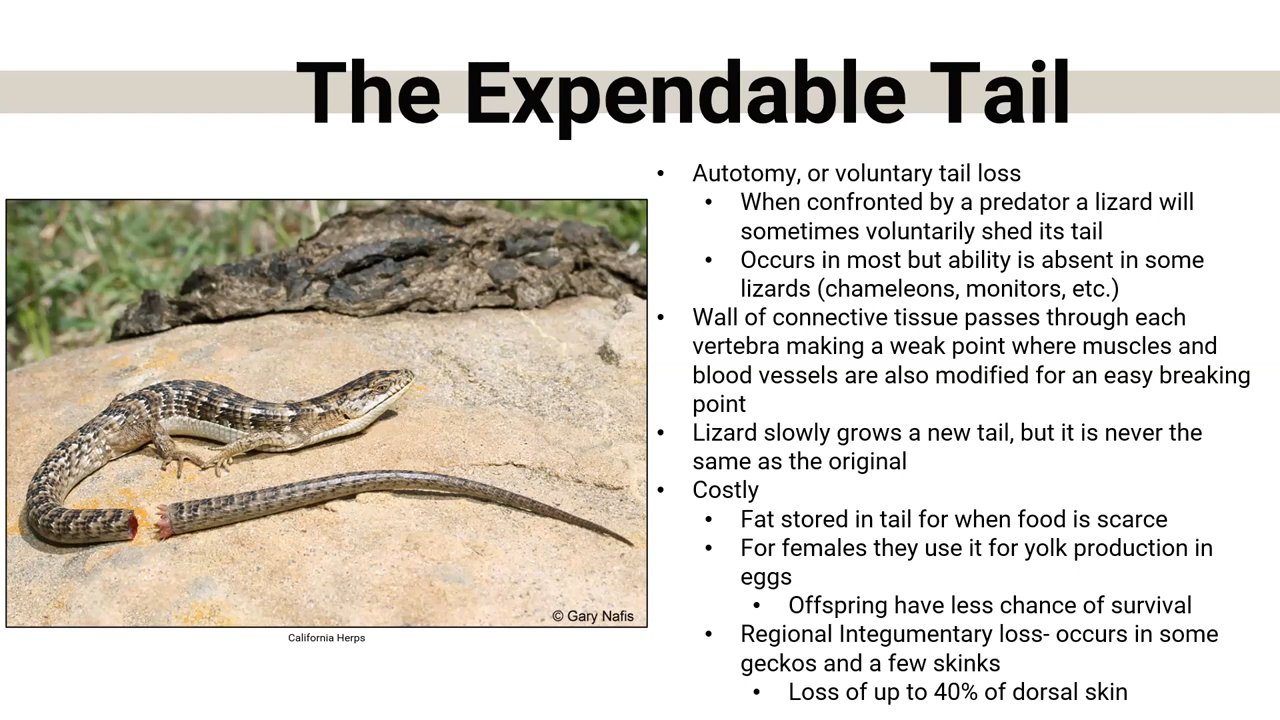 The Expendable Tail
• Autotomy, or voluntary tail loss
• When confronted by a predator a lizard will
sometimes voluntarily shed its tail
• Occurs in most but ability is absent in some
lizards (chameleons, monitors, etc.)
• Wall of connective tissue passes through each
vertebra making a weak point where muscles and
blood vessels are also modified for an easy breaking
point
• Lizard slowly grows a new tail, but it is never the
same as the original
• Costly
• Fat stored in tail for when food is scarce
• For females they use it for yolk production in
eggs
• Offspring have less chance of survival
• Regional Integumentary loss- occurs in some
geckos and a few skinks
• Loss of up to 40% of dorsal skin
© Gary Nafis
California Herps